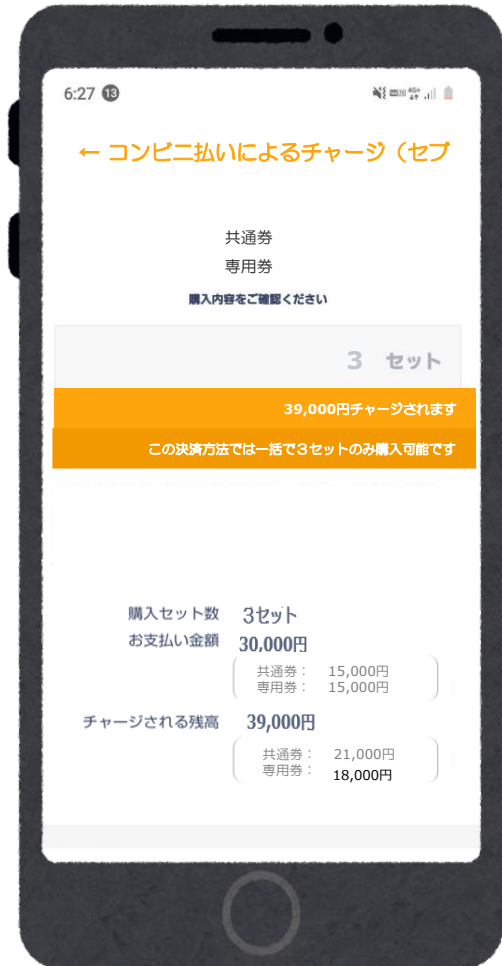 6:27 13
← コンビニ払いによるチャージ（セブ
共通券
専用券
購入内容をご確認ください
3 セット
39,000円チャージされます
この決済方法では一括で3セットのみ購入可能です
購入セット数 3セット
お支払い金額 30,000円
共通券： 15,000円
専用券： 15,000円
チャージされる残高 39,000円
共通券： 21,000円
専用券： 18,000円